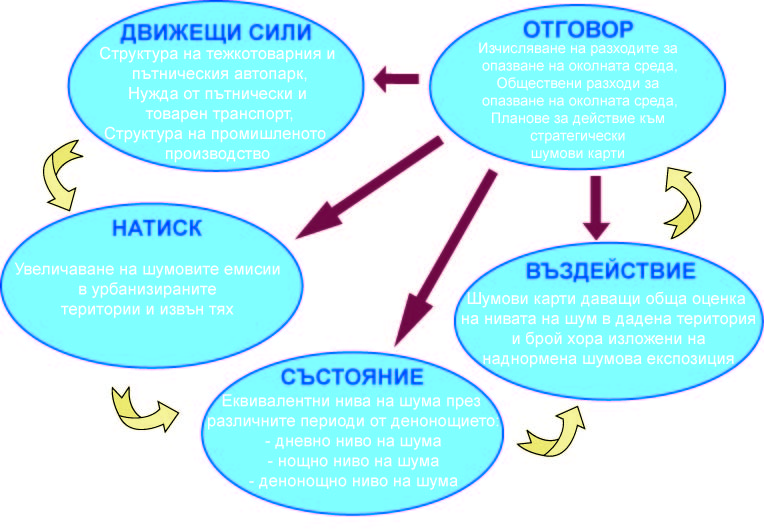 ДВИЖЕЩИ СИЛИ
Структура на тежкотоварния и
пътническия автопарк,
Нужда от пътнически и
товарен транспорт,
Структура на промишленото
производство
ОТГОВОР
Изчисляване на разходите за
опазване на околната среда,
Обществени разходи за
опазване на околната среда,
Планове за действие към
стратегически
шумови карти
НАТИСК
Увеличаване на шумовите емисии
в урбанизираните
територии и извън тях
ВЪЗДЕЙСТВИЕ
Шумови карти даващи обща оценка
на нивата на шум в дадена територия
и брой хора изложени на
наднормена шумова експозиция
СЪСТОЯНИЕ
Еквивалентни нива на шума през
различните периоди от денонощието
- дневно ниво на шума
- нощно ниво на шума
- денонощно ниво на шума